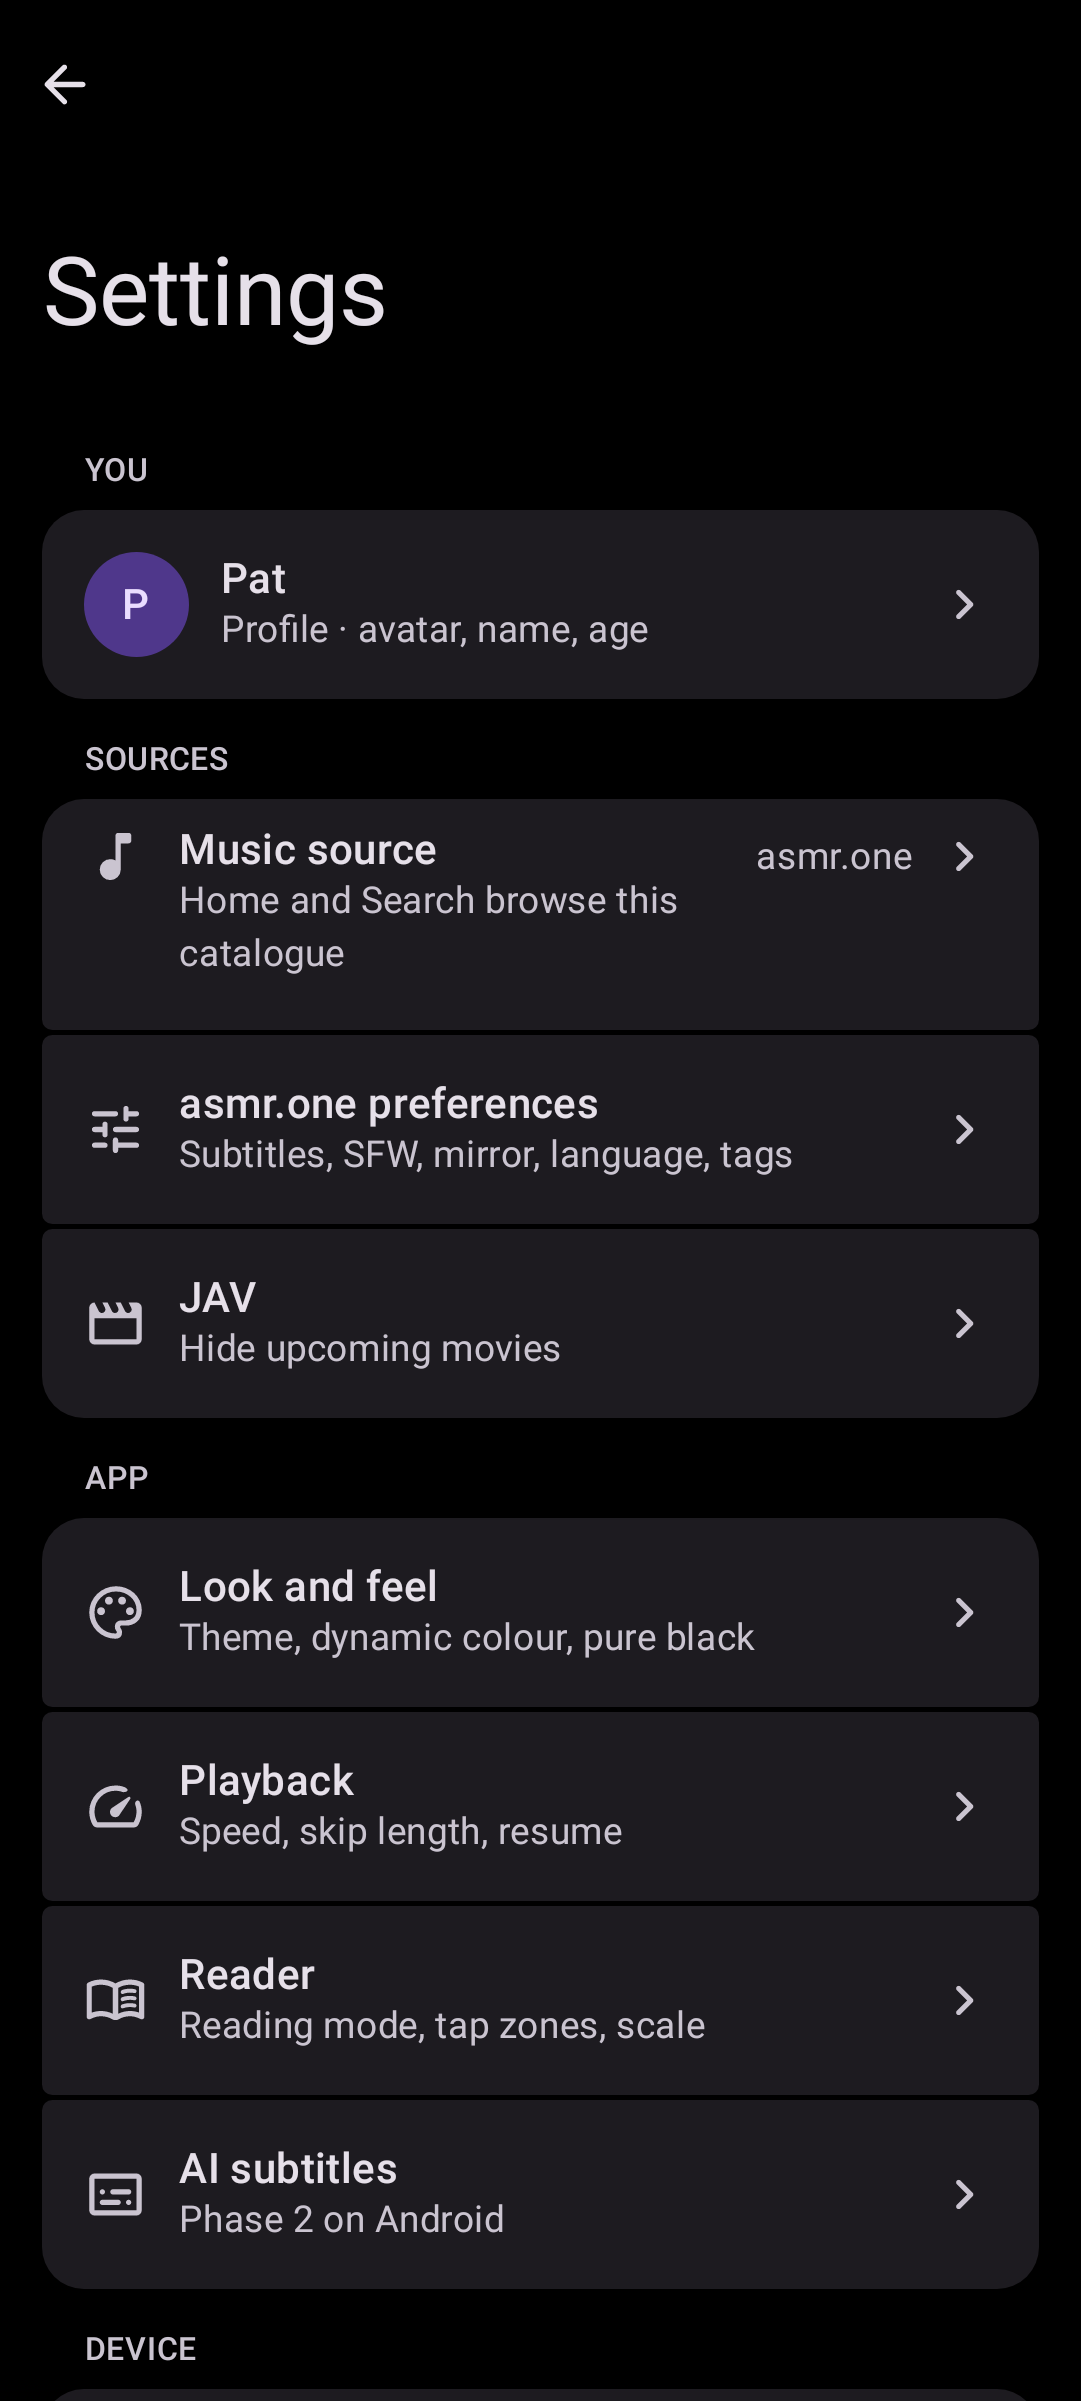 Settings
YOU
P
Pat
Profile · avatar, name, age
SOURCES
Music source
asmr.one
Home and Search browse this
catalogue
asmr.one preferences
Subtitles, SFW, mirror, language, tags
JAV
Hide upcoming movies
APP
Look and feel
Theme, dynamic colour, pure black
Playback
Speed, skip length, resume
Reader
Reading mode, tap zones, scale
AI subtitles
Phase 2 on Android
DEVICE